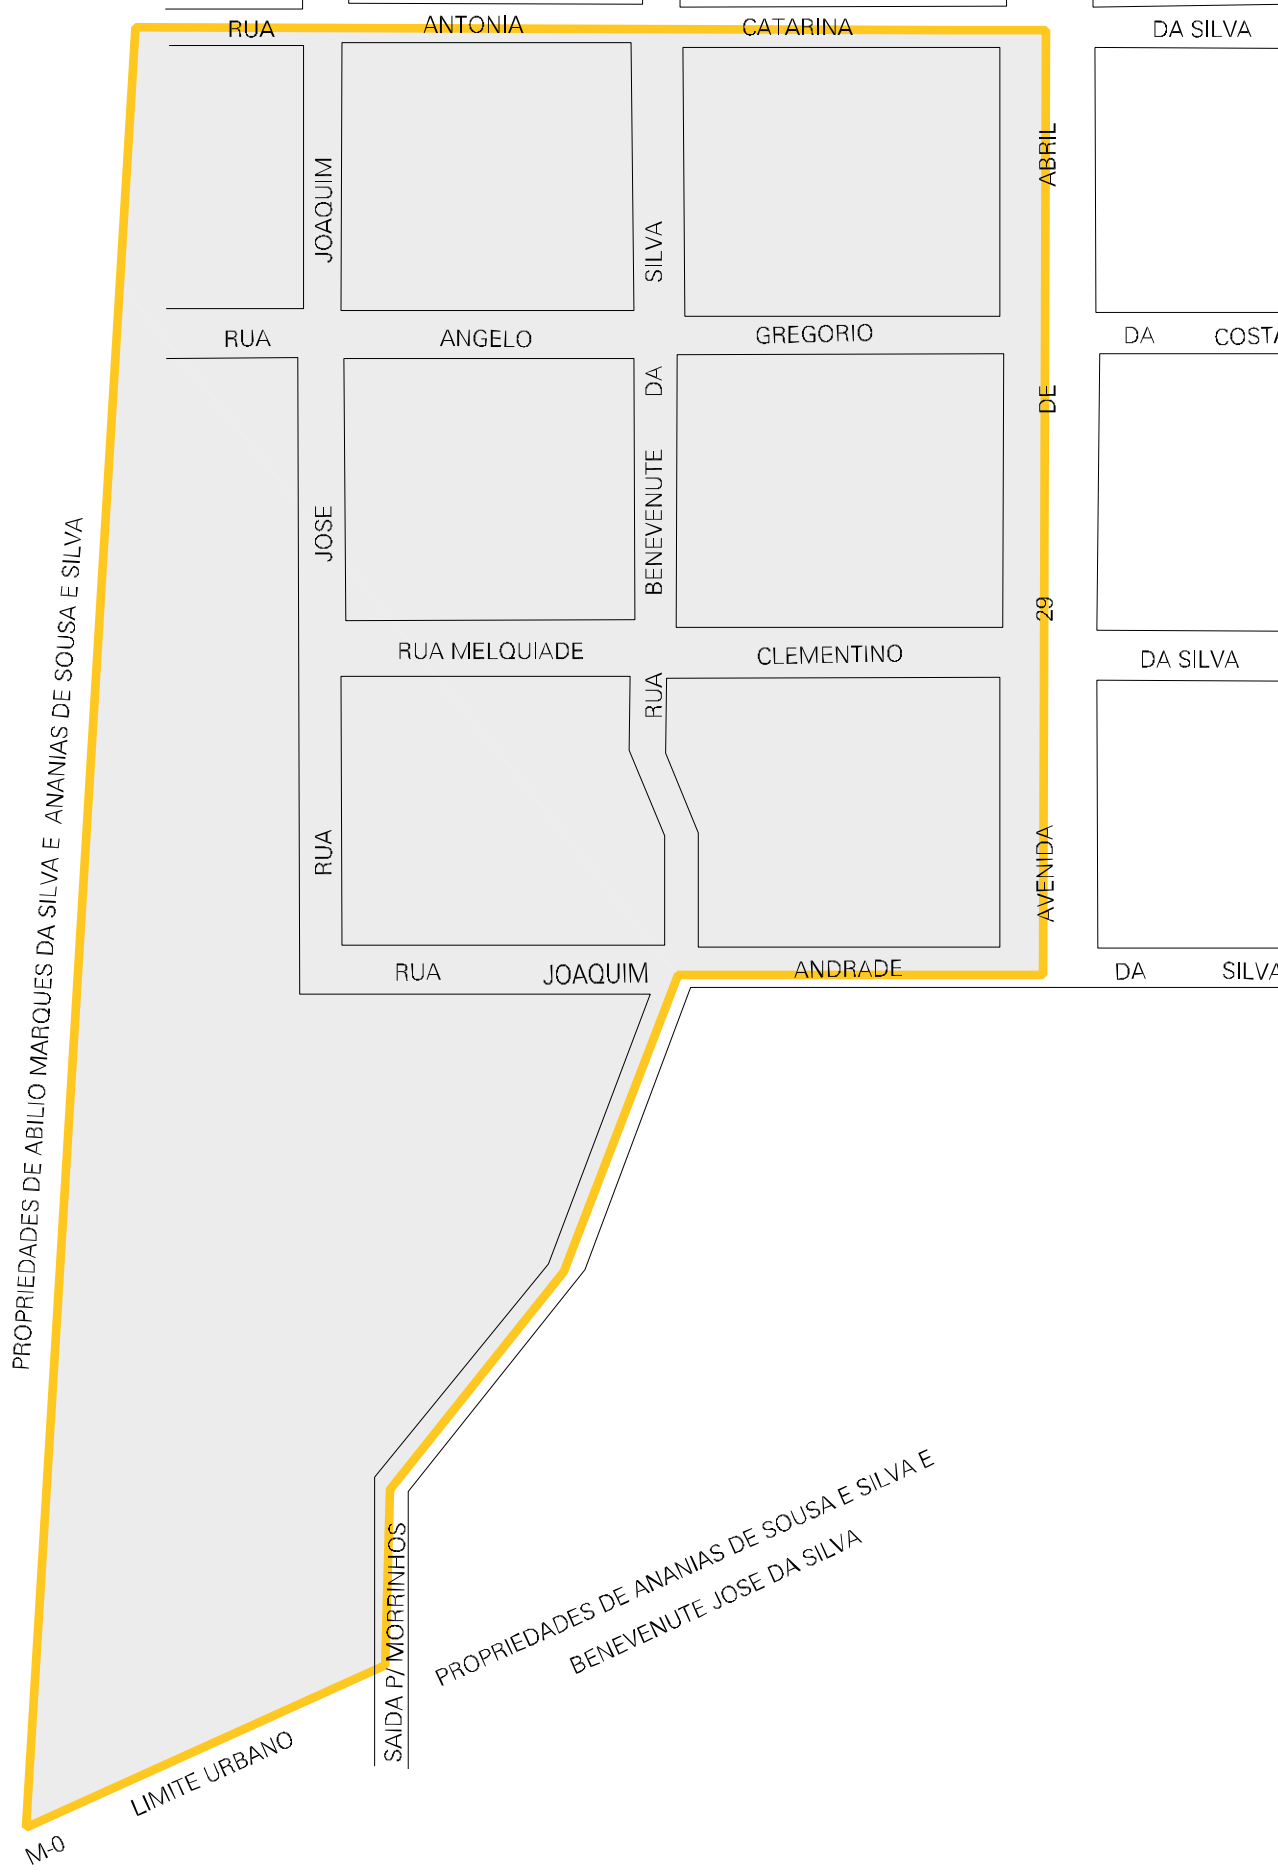 RUA ANTONIA CATARINA DA SILVA
RUA JOSE JOAQUIM
RUA BENEVENUTE DA SILVA
AVENIDA 29 DE ABRIL
RUA ANGELO GREGORIO DA COSTA
RUA MELQUIADE CLEMENTINO DA SILVA
RUA JOAQUIM ANDRADE DA SILVA
PROPRIEDADES DE ABILIO MARQUES DA SILVA E ANANIAS DE SOUSA E SILVA
SAIDA P/ MORRINHOS
PROPRIEDADES DE ANANIAS DE SOUSA E SILVA E
BENEVENUTE JOSE DA SILVA
LIMITE URBANO
M-0